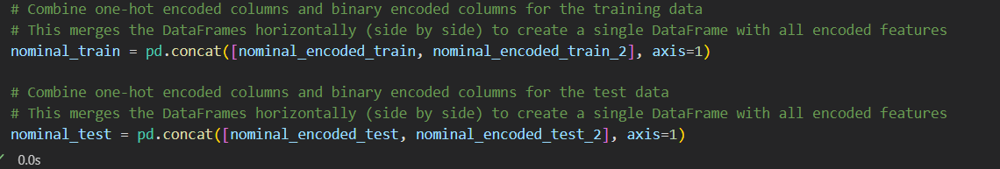 # Combine one-hot encoded columns and binary encoded columns for the training data
# This merges the DataFrames horizontally (side by side) to create a single DataFrame with all encoded features
nominal_train = pd.concat([nominal_encoded_train, nominal_encoded_train_2], axis=1)
# Combine one-hot encoded columns and binary encoded columns for the test data
# This merges the DataFrames horizontally (side by side) to create a single DataFrame with all encoded features
nominal_test = pd.concat([nominal_encoded_test, nominal_encoded_test_2], axis=1)
0.0s